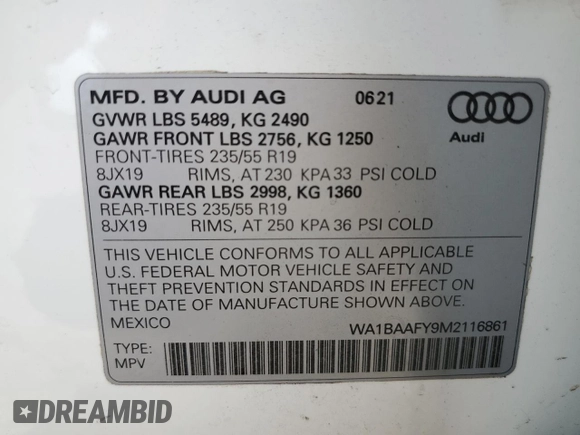 MFD. BY AUDI AG 0621
GVWR LBS 5489, KG 2490
GAWR FRONT LBS 2756, KG 1250
FRONT-TIRES 235/55 R19
8JX19 RIMS, AT 230 KPA 33 PSI COLD
GAWR REAR LBS 2998, KG 1360
REAR-TIRES 235/55 R19
8JX19 RIMS, AT 250 KPA 36 PSI COLD
Audi
THIS VEHICLE CONFORMS TO ALL APPLICABLE
U.S. FEDERAL MOTOR VEHICLE SAFETY AND
THEFT PREVENTION STANDARDS IN EFFECT ON
THE DATE OF MANUFACTURE SHOWN ABOVE.
MEXICO WA1BAAFY9M2116861
TYPE:
MPV
DREAMBID